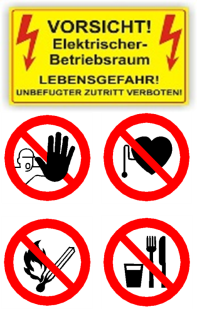 VORSICHT!
Elektrischer-
Betriebsraum
LEBENSGEFAHR!
UNBEFUGTER ZUTRITT VERBOTEN!